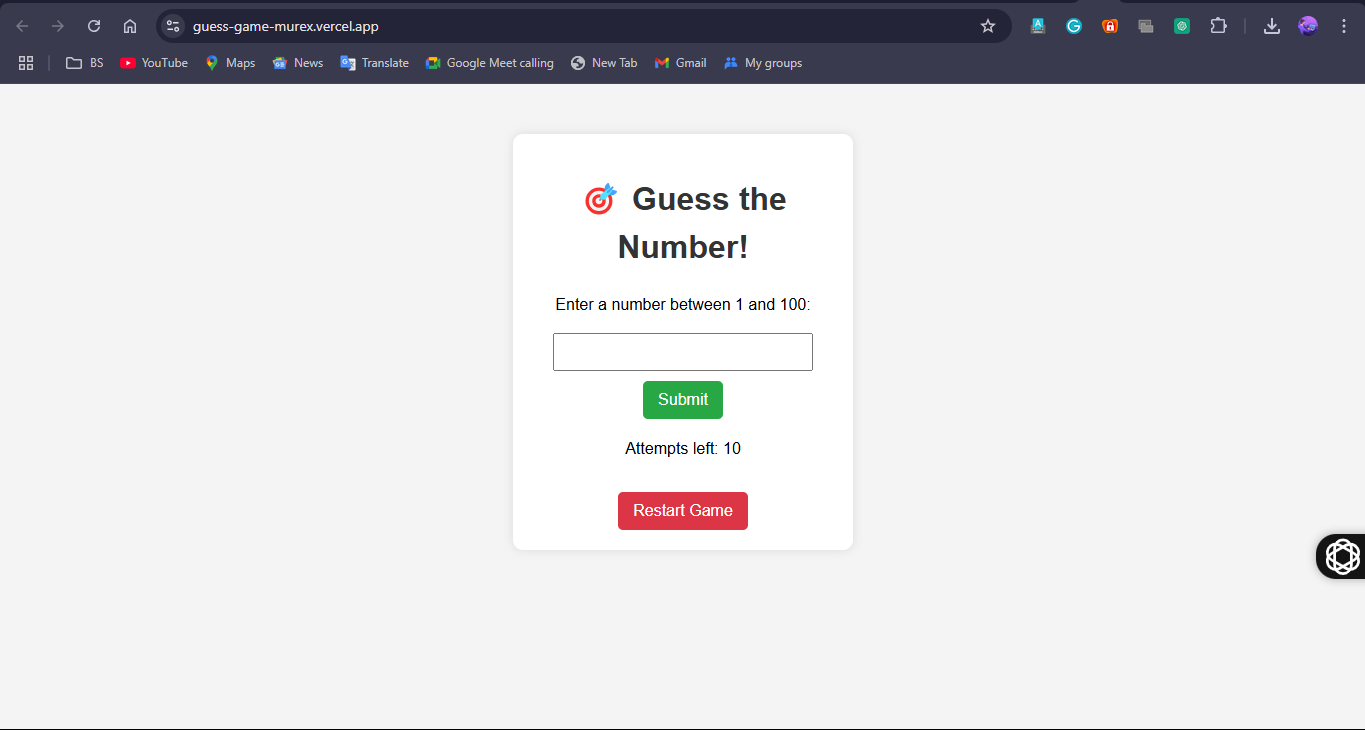 guess-game-murex.vercel.app
BS YouTube Maps News Translate Google Meet calling New Tab Gmail My groups
🎯 Guess the
Number!
Enter a number between 1 and 100:
Submit
Attempts left: 10
Restart Game